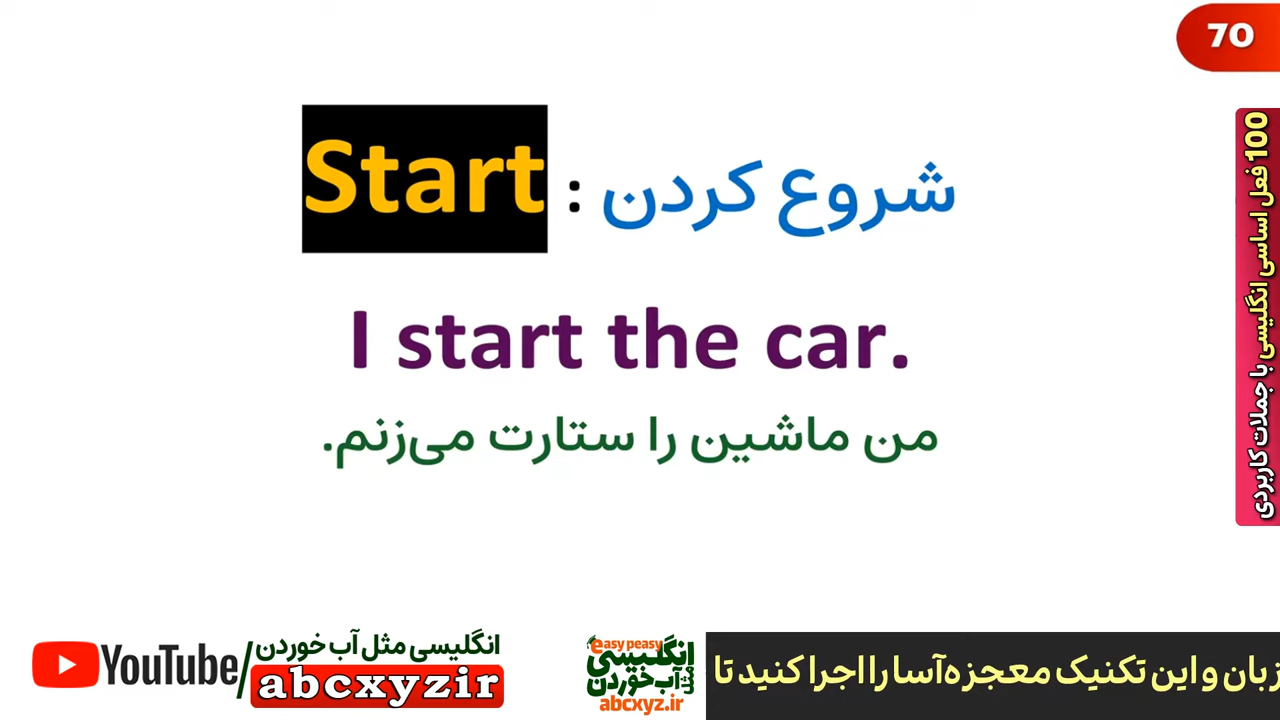 70
Start : شروع کردن
I start the car.
من ماشین را ستارت می‌زنم.
100 فعل اساسی انگلیسی با جملات کاربردی
YouTube/
انگلیسی مثل آب خوردن
abcxyzir
easy peasy
انگلیسی
مثل آب خوردن
abcxyz.ir
زبان و این تکنیک معجزه‌آسا را اجرا کنید تا